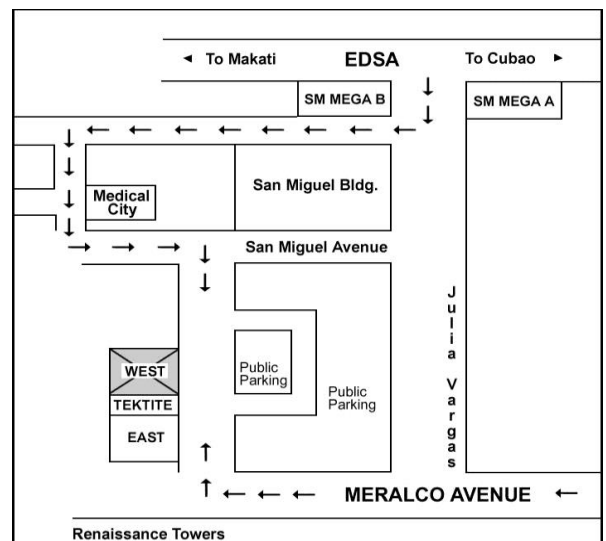 To Makati
EDSA
To Cubao
SM MEGA B
SM MEGA A
Medical
City
San Miguel Bldg.
San Miguel Avenue
Julia Vargas
WEST
TEKTITE
EAST
Public
Parking
Public
Parking
MERALCO AVENUE
Renaissance Towers